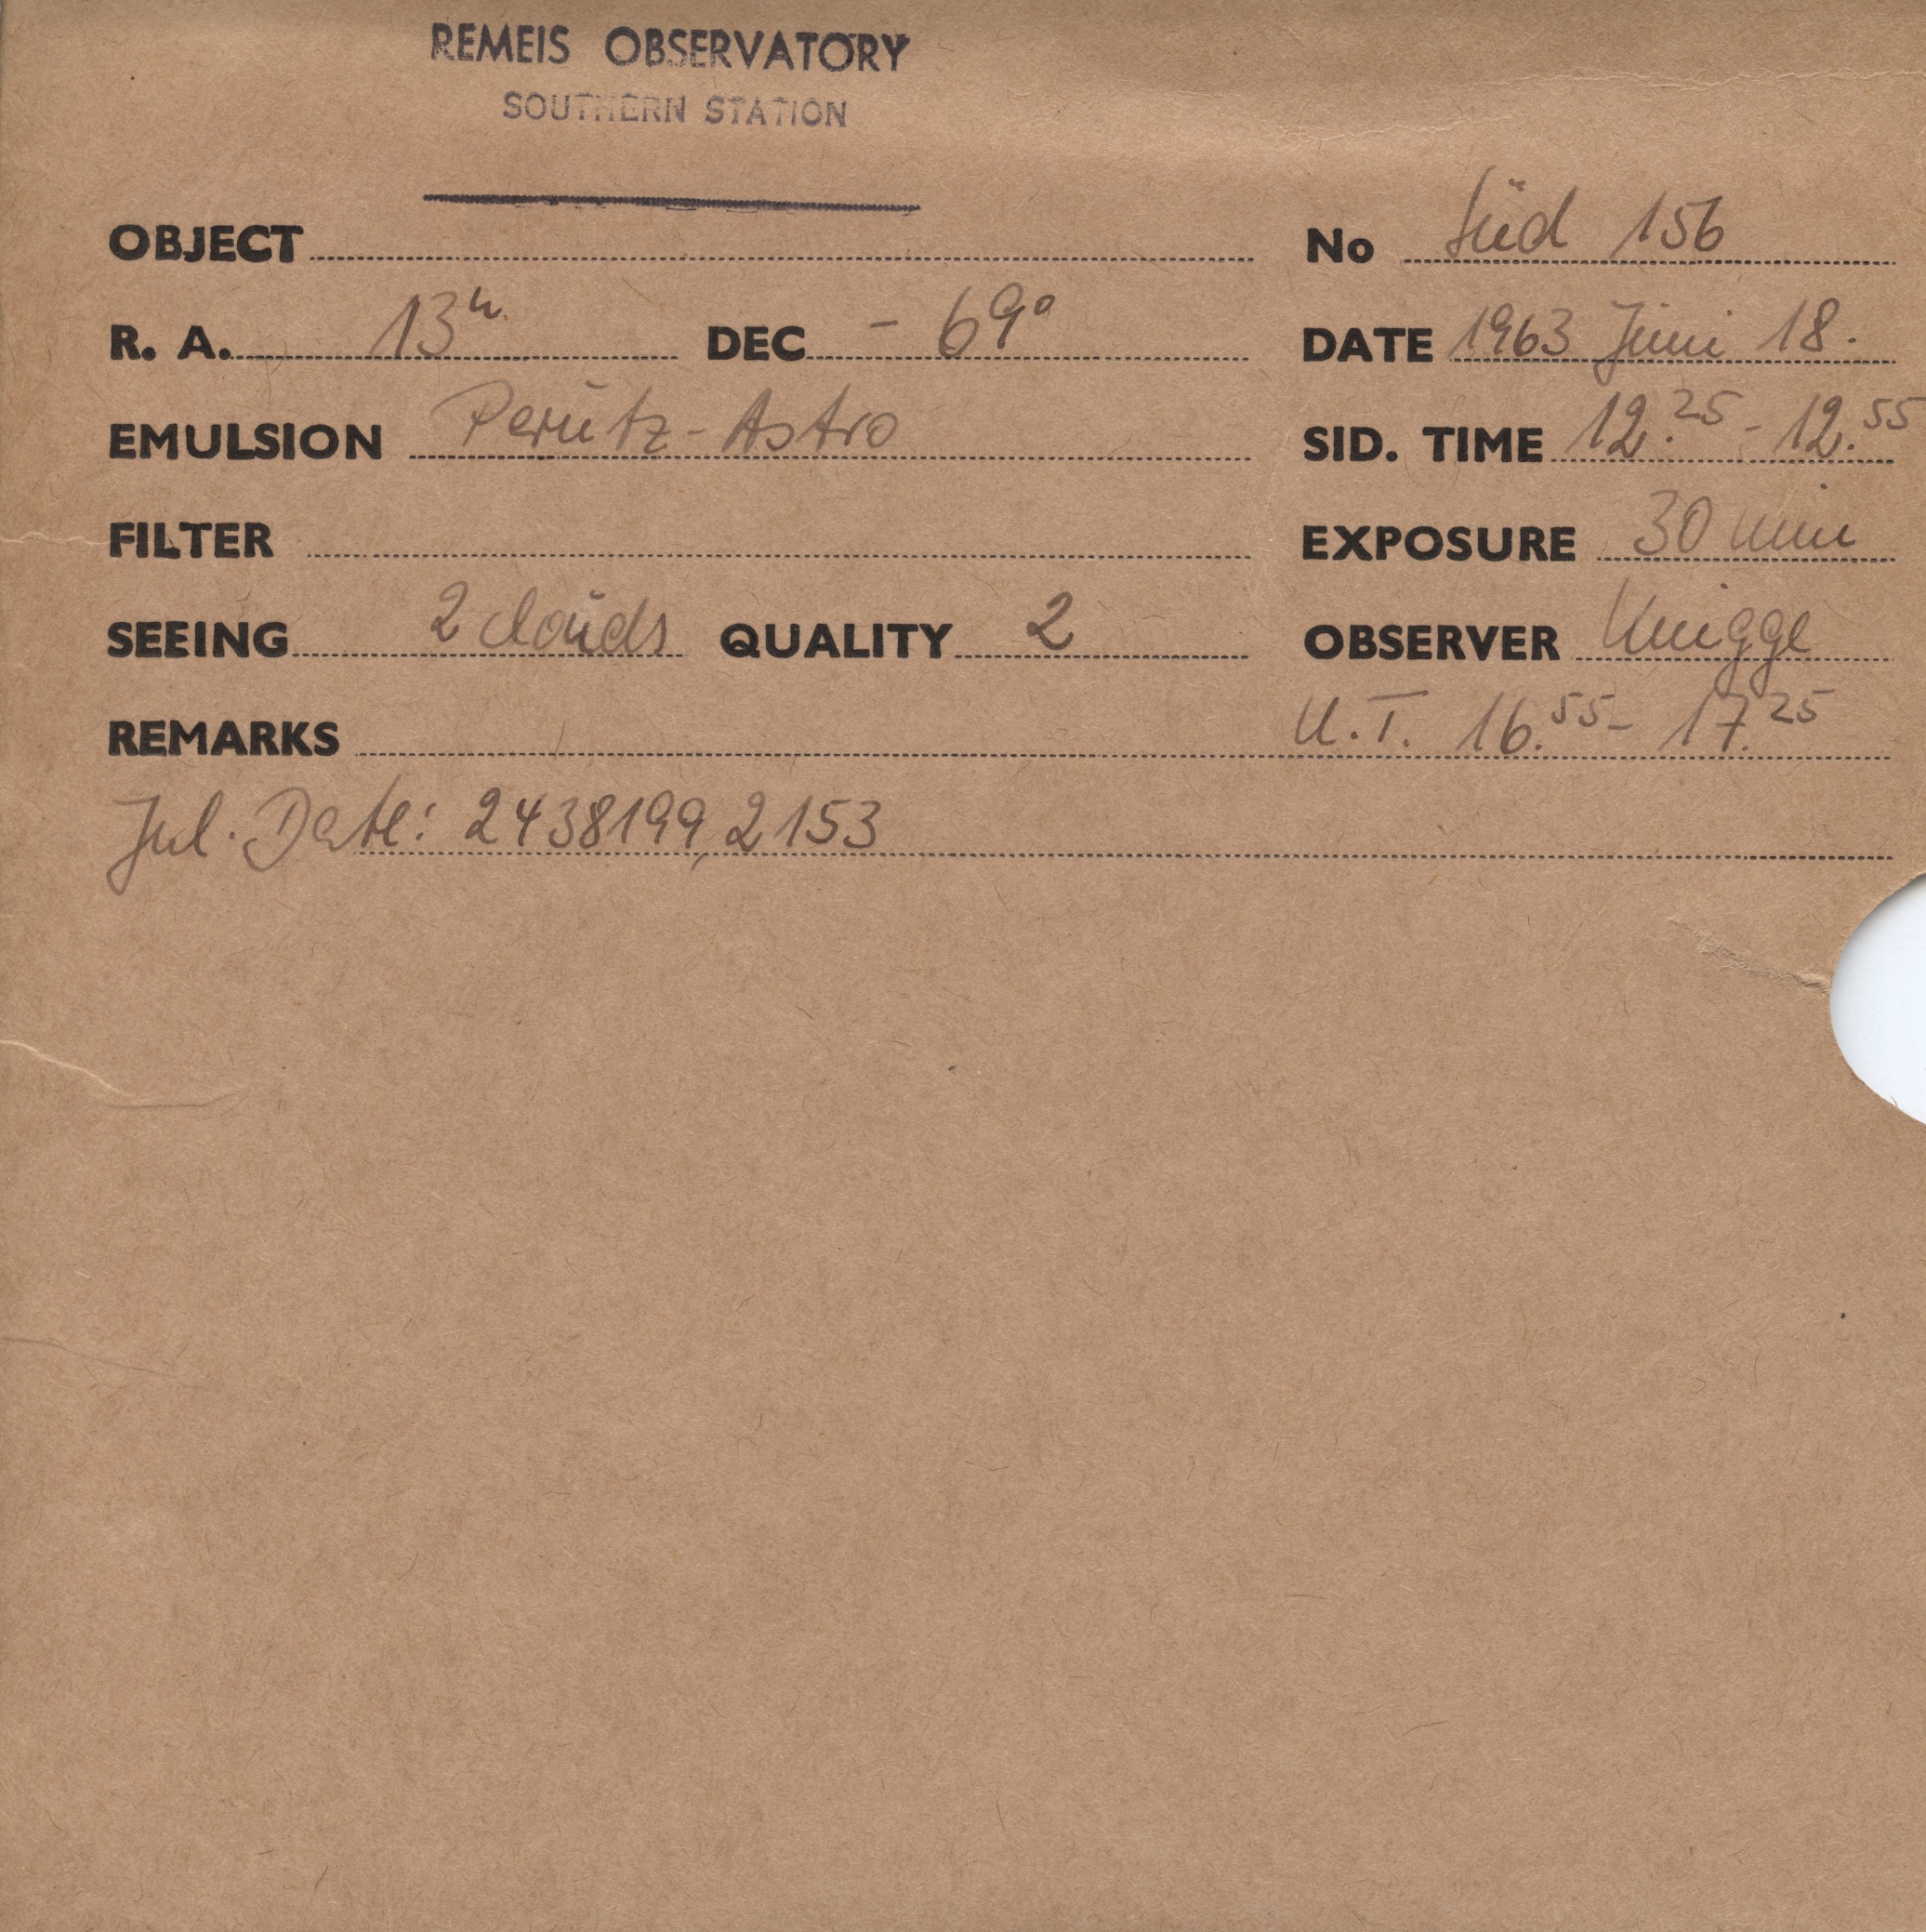 REMEIS OBSERVATORY
SOUTHERN STATION
OBJECT No Süd 156
R. A. 13h DEC - 69° DATE 1963 Juni 18.
EMULSION Perutz-Astro SID. TIME 12.25 - 12.55
FILTER EXPOSURE 30 min
SEEING 2 clouds QUALITY 2 OBSERVER Knigge
REMARKS U.T. 16.55 - 17.25
Jul. Date: 2438199,2153